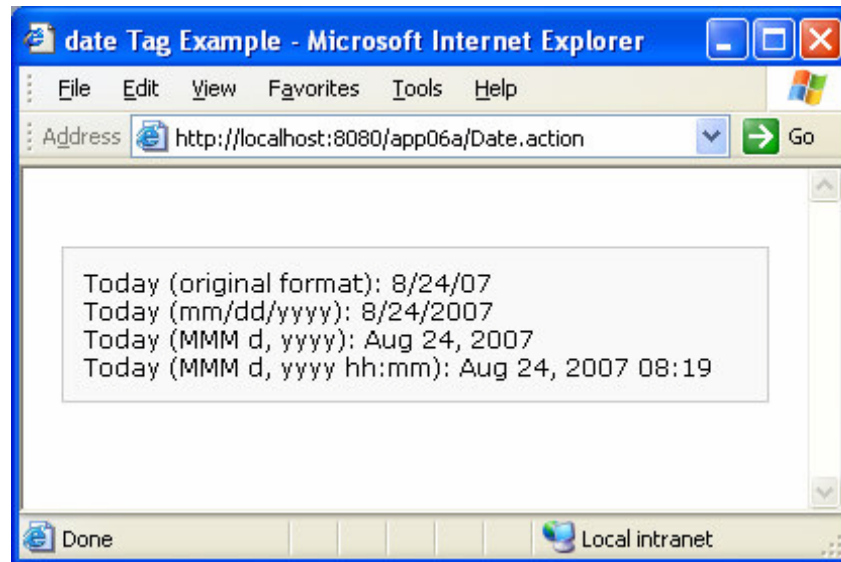 date Tag Example - Microsoft Internet Explorer
File Edit View Favorites Tools Help
Address http://localhost:8080/app06a/Date.action Go
Today (original format): 8/24/07
Today (mm/dd/yyyy): 8/24/2007
Today (MMM d, yyyy): Aug 24, 2007
Today (MMM d, yyyy hh:mm): Aug 24, 2007 08:19
Done Local intranet